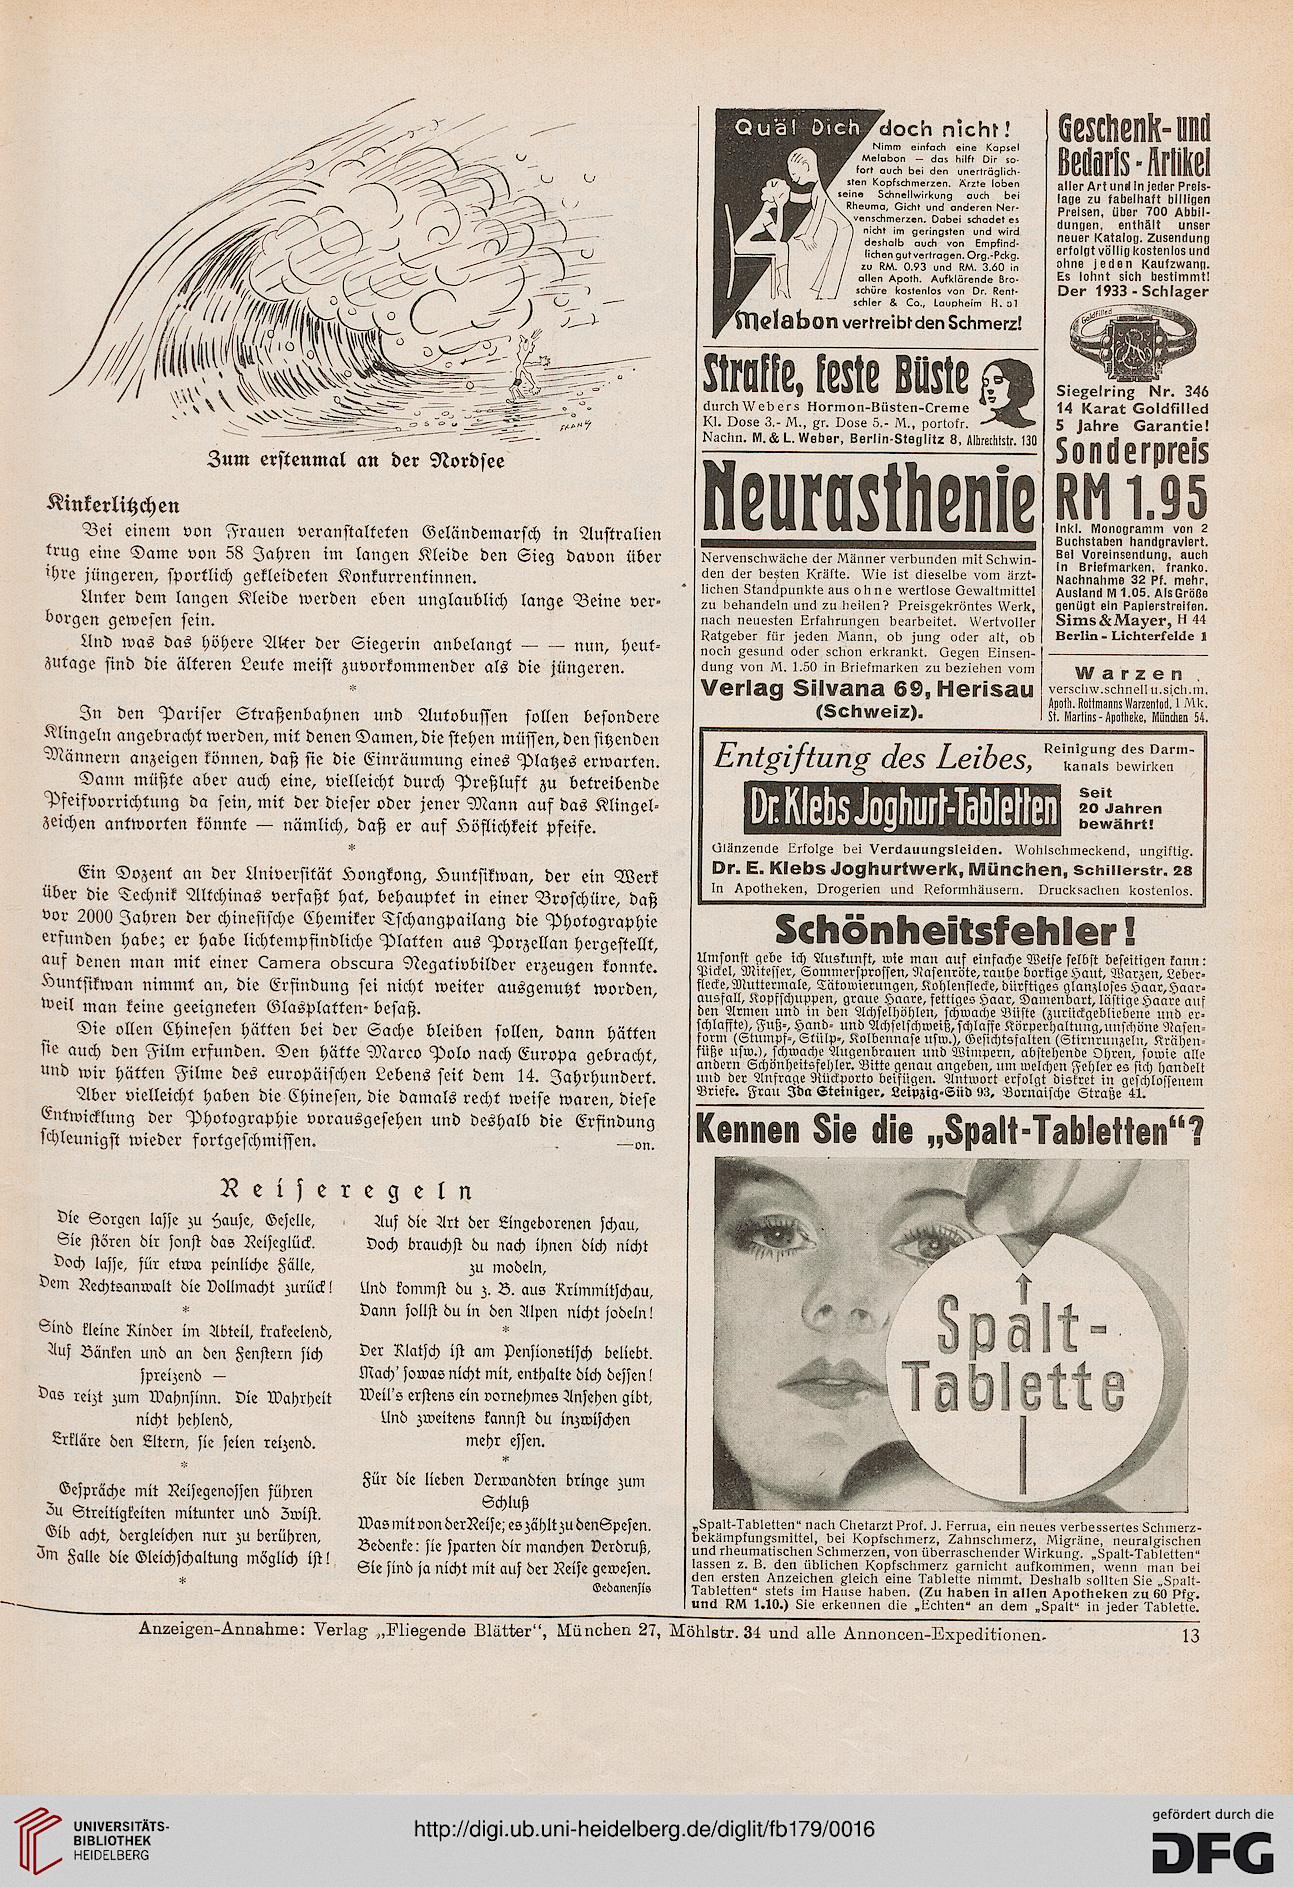 FRANK
Zum erstenmal an der Nordsee
Kinkerlitzchen
Bei einem von Frauen veranstalteten Geländemarsch in Australien
trug eine Dame von 58 Jahren im langen Kleide den Sieg davon über
ihre jüngeren, sportlich gekleideten Konkurrentinnen.
Unter dem langen Kleide werden eben unglaublich lange Beine ver-
borgen gewesen sein.
Und was das höhere Alter der Siegerin anbelangt — — nun, heut-
zutage sind die älteren Leute meist zuvorkommender als die jüngeren.
*
In den Pariser Straßenbahnen und Autobussen sollen besondere
Klingeln angebracht werden, mit denen Damen, die stehen müssen, den sitzenden
Männern anzeigen können, daß sie die Einräumung eines Platzes erwarten.
Dann müßte aber auch eine, vielleicht durch Preßluft zu betreibende
Pfeifvorrichtung da sein, mit der dieser oder jener Mann auf das Klingel-
zeichen antworten könnte — nämlich, daß er auf Höflichkeit pfeife.
*
Ein Dozent an der Universität Hongkong, Huntsikwan, der ein Werk
über die Technik Altchinas verfaßt hat, behauptet in einer Broschüre, daß
vor 2000 Jahren der chinesische Chemiker Tschangpailang die Photographie
erfunden habe; er habe lichtempfindliche Platten aus Porzellan hergestellt,
auf denen man mit einer Camera obscura Negativbilder erzeugen konnte.
Huntsikwan nimmt an, die Erfindung sei nicht weiter ausgenutzt worden,
weil man keine geeigneten Glasplatten besaß.
Die ollen Chinesen hätten bei der Sache bleiben sollen, dann hätten
sie auch den Film erfunden. Den hätte Marco Polo nach Europa gebracht,
und wir hätten Filme des europäischen Lebens seit dem 14. Jahrhundert.
Aber vielleicht haben die Chinesen, die damals recht weise waren, diese
Entwicklung der Photographie vorausgesehen und deshalb die Erfindung
schleunigst wieder fortgeschmissen.
—on.
Reiseregeln
Die Sorgen lasse zu Hause, Geselle,
Sie stören dir sonst das Reiseglück.
Doch lasse, für etwa peinliche Fälle,
Dem Rechtsanwalt die Vollmacht zurück!
*
Sind kleine Kinder im Abteil, krakeelend,
Auf Bänken und an den Fenstern sich
spreizend —
Das reizt zum Wahnsinn. Die Wahrheit
nicht hehlend,
Erkläre den Eltern, sie seien reizend.
*
Gespräche mit Reisegenossen führen
Zu Streitigkeiten mitunter und Zwist.
Gib acht, dergleichen nur zu berühren,
Im Falle die Gleichschaltung möglich ist!
*
Auf die Art der Eingeborenen schau,
Doch brauchst du nach ihnen dich nicht
zu modeln,
Und kommst du z. B. aus Krimmitschau,
Dann sollst du in den Alpen nicht jodeln!
*
Der Klatsch ist am Pensionstisch beliebt.
Mach' sowas nicht mit, enthalte dich dessen!
Weil's erstens ein vornehmes Ansehen gibt,
Und zweitens kannst du inzwischen
mehr essen.
*
Für die lieben Verwandten bringe zum
Schluß
Was mit von der Reise; es zählt zu den Spesen.
Bedenke: sie sparten dir manchen Verdruß,
Sie sind ja nicht mit auf der Reise gewesen.
Gedanensis
Quäl Dich doch nicht!
Nimm einfach eine Kapsel
Melabon — das hilft Dir so-
fort auch bei den unerträglich-
sten Kopfschmerzen. Ärzte loben
seine Schnellwirkung auch bei
Rheuma, Gicht und anderen Ner-
venschmerzen. Dabei schadet es
nicht im geringsten und wird
deshalb auch von Empfind-
lichen gut vertragen. Org.-Pckg.
zu RM. 0.93 und RM. 3.60 in
allen Apoth. Aufklärende Bro-
schüre kostenlos von Dr. Rent-
schler & Co., Laupheim
Melabon vertreibt den Schmerz!
Straffe, feste Büste
durch Webers Hormon-Büsten-Creme
Kl. Dose 3.- M., gr. Dose 5.- M., portofr.
Nachn. M. & L. Weber, Berlin-Steglitz 8, Albrechtstr. 130
Neurasthenie
Nervenschwäche der Männer verbunden mit Schwin-
den der besten Kräfte. Wie ist dieselbe vom ärzt-
lichen Standpunkte aus ohne wertlose Gewaltmittel
zu behandeln und zu heilen? Preisgekröntes Werk,
nach neuesten Erfahrungen bearbeitet. Wertvoller
Ratgeber für jeden Mann, ob jung oder alt, ob
noch gesund oder schon erkrankt. Gegen Einsen-
dung von M. 1.50 in Briefmarken zu beziehen vom
Verlag Silvana 69, Herisau
(Schweiz).
Geschenk- und
Bedarfs-Artikel
aller Art und in jeder Preis-
lage zu fabelhaft billigen
Preisen, über 700 Abbil-
dungen, enthält unser
neuer Katalog. Zusendung
erfolgt völlig kostenlos und
ohne jeden Kaufzwang.
Es lohnt sich bestimmt!
Der 1933-Schlager
Goldfilled
Siegelring Nr. 346
14 Karat Goldfilled
5 Jahre Garantie!
Sonderpreis
RM 1.95
inkl. Monogramm von 2
Buchstaben handgraviert.
Bei Voreinsendung, auch
in Briefmarken, franko.
Nachnahme 32 Pf. mehr,
Ausland M 1.05. Als Größe
genügt ein Papierstreifen.
Sims & Mayer, H 44
Berlin-Lichterfelde 1
Warzen
verschw. schnell u. sich. m.
Apoth. Rottmanns Warzentod. 1 Mk.
St. Martins-Apotheke, München 54.
Entgiftung des Leibes, Reinigung des Darm-
kanals bewirken
Dr. Klebs Joghurt-Tabletten
Seit
20 Jahren
bewährt!
Glänzende Erfolge bei Verdauungsleiden. Wohlschmeckend, ungiftig.
Dr. E. Klebs Joghurtwerk, München, Schillerstr. 28
In Apotheken, Drogerien und Reformhäusern. Drucksachen kostenlos.
Schönheitsfehler!
Umsonst gebe ich Auskunft, wie man auf einfache Weise selbst beseitigen kann:
Pickel, Mitesser, Sommersprossen, Nasenröte, rauhe borkige Haut, Warzen, Leber-
flecke, Muttermale, Tätowierungen, Kohlenflecke, dürftiges glanzloses Haar, Haar-
ausfall, Kopfschuppen, graue Haare, fettiges Haar, Damenbart, lästige Haare auf
den Armen und in den Achselhöhlen, schwache Büste (zurückgebliebene und er-
schlaffte), Fuß-, Hand- und Achselschweiß, schlaffe Körperhaltung, unschöne Nasen-
form (Stumpf-, Stülp-, Kolbennase usw.), Gesichtsfalten (Stirnrunzeln, Krähen-
füße usw.), schwache Augenbrauen und Wimpern, abstehende Ohren, sowie alle
andern Schönheitsfehler. Bitte genau angeben, um welchen Fehler es sich handelt
und der Anfrage Rückporto beifügen. Antwort erfolgt diskret in geschlossenem
Briefe. Frau Ida Steiniger, Leipzig-Süd 93, Bornaische Straße 41.
Kennen Sie die „Spalt-Tabletten“?
Spalt-
Tablette
„Spalt-Tabletten“ nach Chefarzt Prof. J. Ferrua, ein neues verbessertes Schmerz-
bekämpfungsmittel, bei Kopfschmerz, Zahnschmerz, Migräne, neuralgischen
und rheumatischen Schmerzen, von überraschender Wirkung. „Spalt-Tabletten“
lassen z. B. den üblichen Kopfschmerz garnicht aufkommen, wenn man bei
den ersten Anzeichen gleich eine Tablette nimmt. Deshalb sollten Sie „Spalt-
Tabletten“ stets im Hause haben. (Zu haben in allen Apotheken zu 60 Pfg.
und RM 1.10.) Sie erkennen die „Echten“ an dem „Spalt“ in jeder Tablette.
Anzeigen-Annahme: Verlag „Fliegende Blätter“, München 27, Möhlstr. 34 und alle Annoncen-Expeditionen.
13
UNIVERSITÄTS-
BIBLIOTHEK
HEIDELBERG
http://digi.ub.uni-heidelberg.de/diglit/fb179/0016
gefördert durch die
DFG